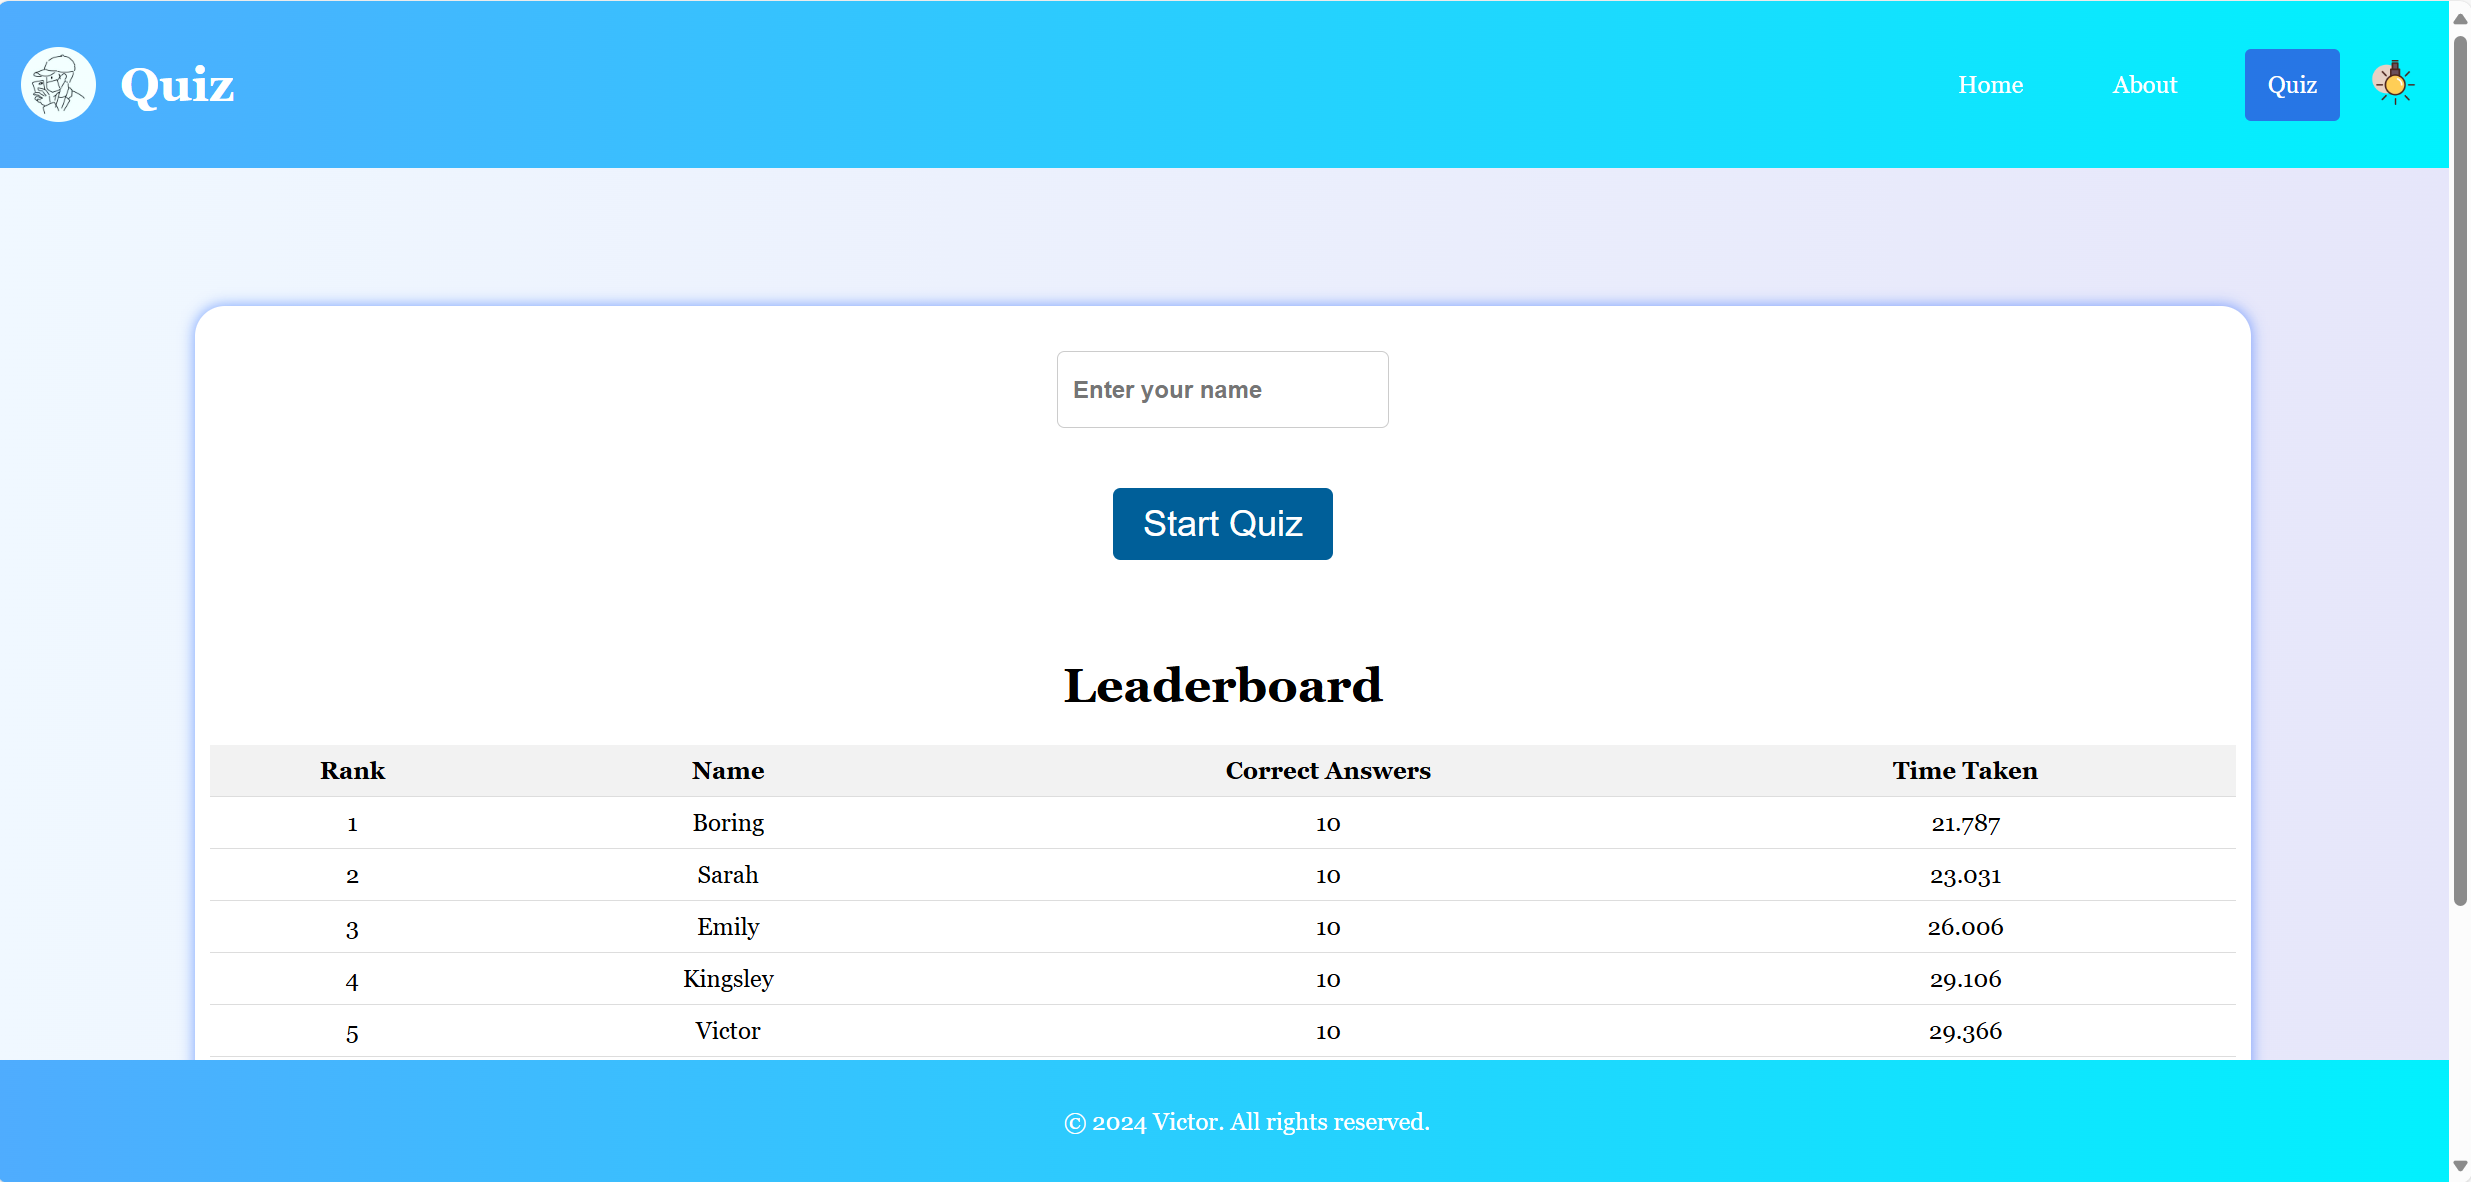 Quiz
Home About Quiz
Enter your name
Start Quiz
Leaderboard
Rank Name Correct Answers Time Taken
1 Boring 10 21.787
2 Sarah 10 23.031
3 Emily 10 26.006
4 Kingsley 10 29.106
5 Victor 10 29.366
© 2024 Victor. All rights reserved.